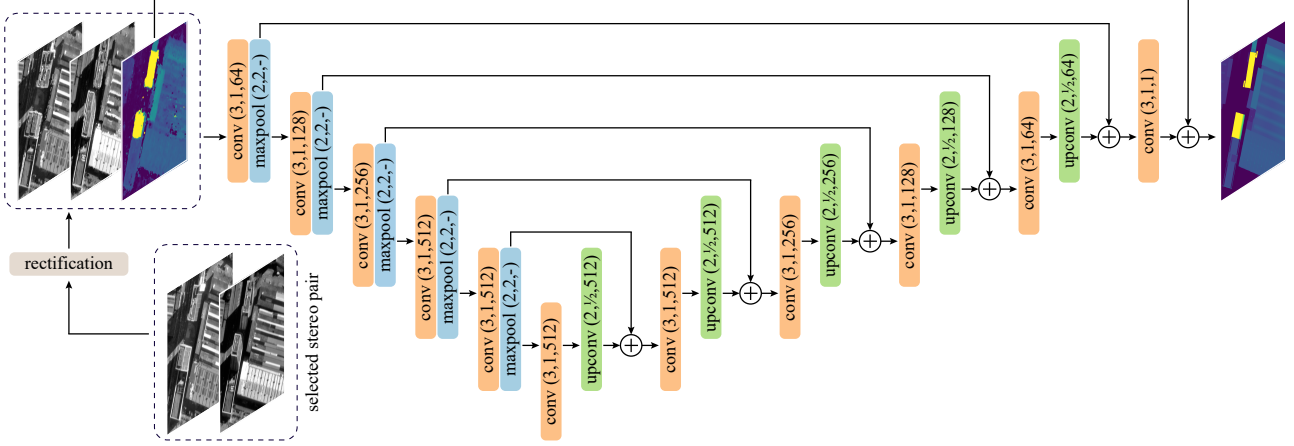 conv (3,1,64)
maxpool (2,2,-)
conv (3,1,128)
maxpool (2,2,-)
conv (3,1,256)
maxpool (2,2,-)
conv (3,1,512)
maxpool (2,2,-)
conv (3,1,512)
maxpool (2,2,-)
conv (3,1,512)
upconv (2,½,512)
conv (3,1,512)
upconv (2,½,512)
conv (3,1,256)
upconv (2,½,256)
conv (3,1,128)
upconv (2,½,128)
conv (3,1,64)
upconv (2,½,64)
conv (3,1,1)
rectification
selected stereo pair